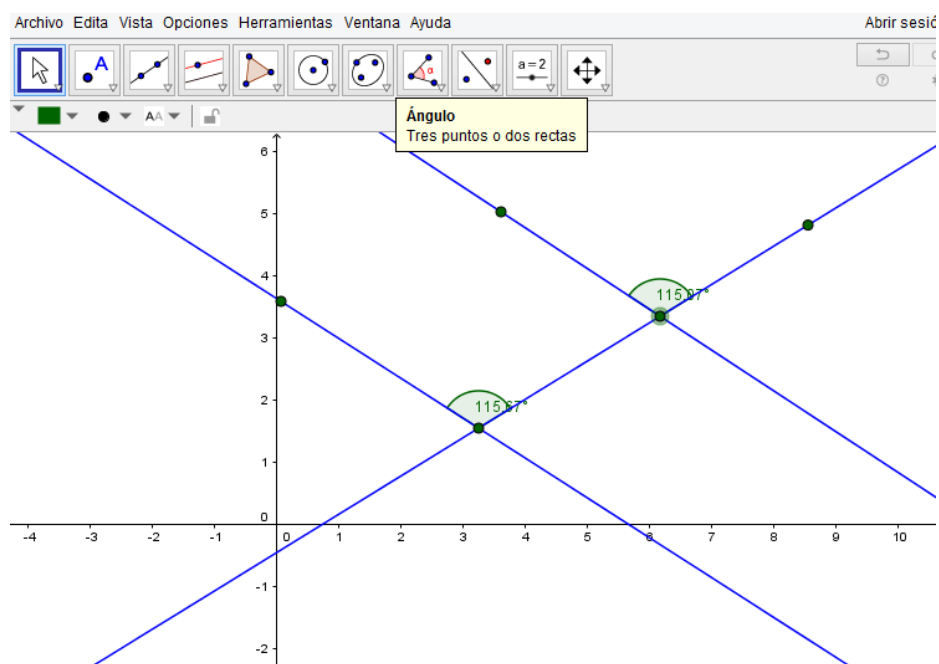 Archivo Edita Vista Opciones Herramientas Ventana Ayuda Abrir sesió
A α a = 2
AA
Ángulo
Tres puntos o dos rectas
6
5
4
3
2
1
0
-1
-2
-4 -3 -2 -1 0 1 2 3 4 5 6 7 8 9 10
115,67°